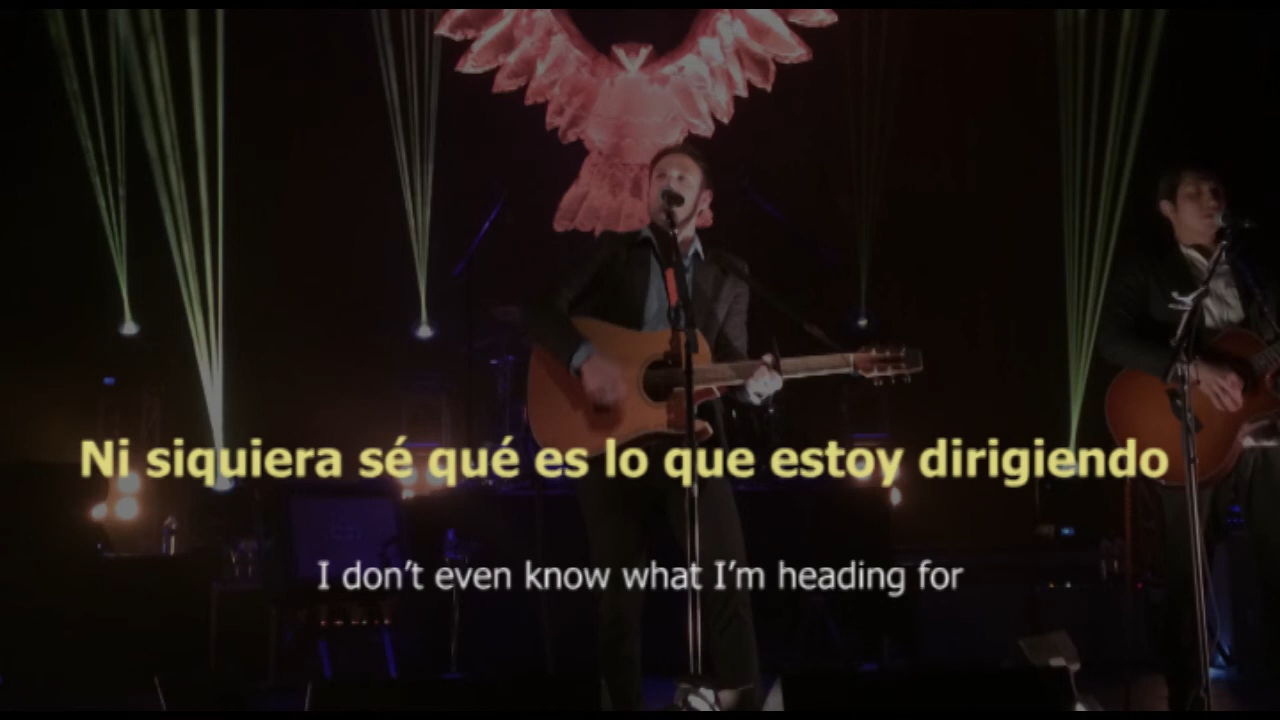 Ni siquiera sé qué es lo que estoy dirigiendo
I don’t even know what I’m heading for